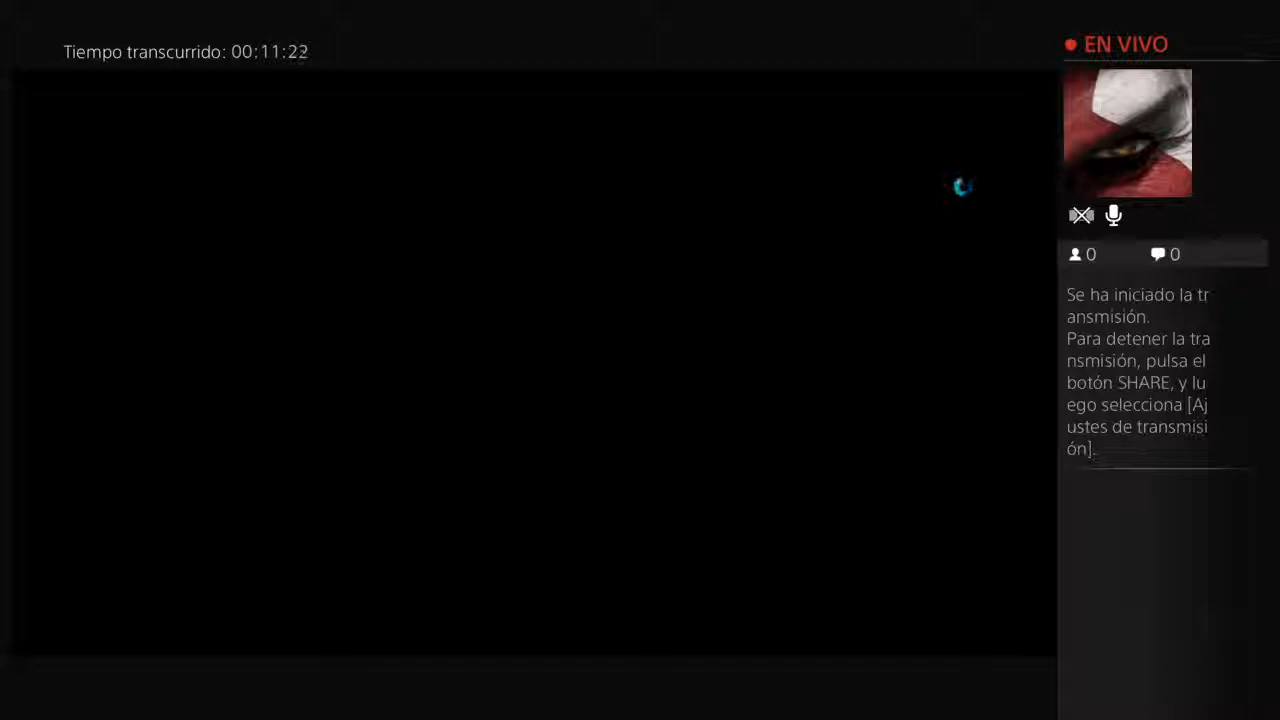 Tiempo transcurrido: 00:11:22
EN VIVO
0
0
Se ha iniciado la tr
ansmisión.
Para detener la tra
nsmisión, pulsa el
botón SHARE, y lu
ego selecciona [Aj
ustes de transmisi
ón].